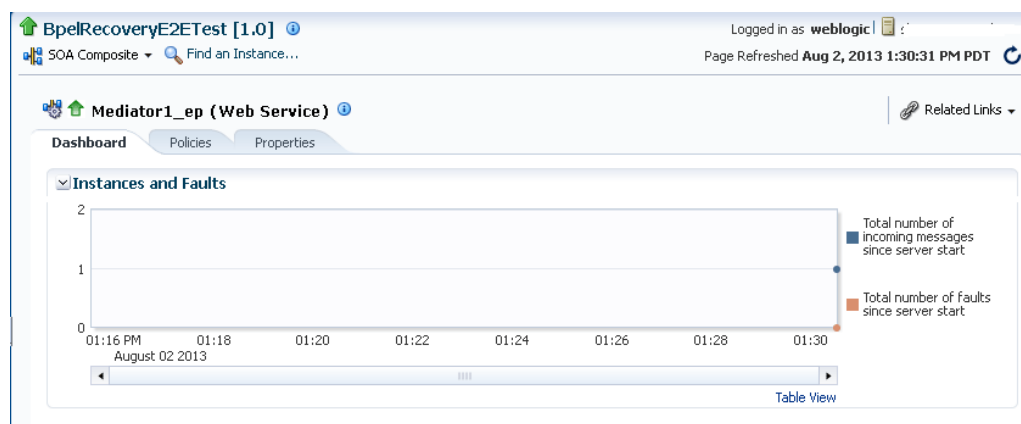 BpelRecoveryE2ETest [1.0]
Logged in as weblogic
SOA Composite
Find an Instance...
Page Refreshed Aug 2, 2013 1:30:31 PM PDT
Mediator1_ep (Web Service)
Related Links
Dashboard
Policies
Properties
Instances and Faults
2
1
0
Total number of
incoming messages
since server start
Total number of faults
since server start
01:16 PM 01:18 01:20 01:22 01:24 01:26 01:28 01:30
August 02 2013
Table View